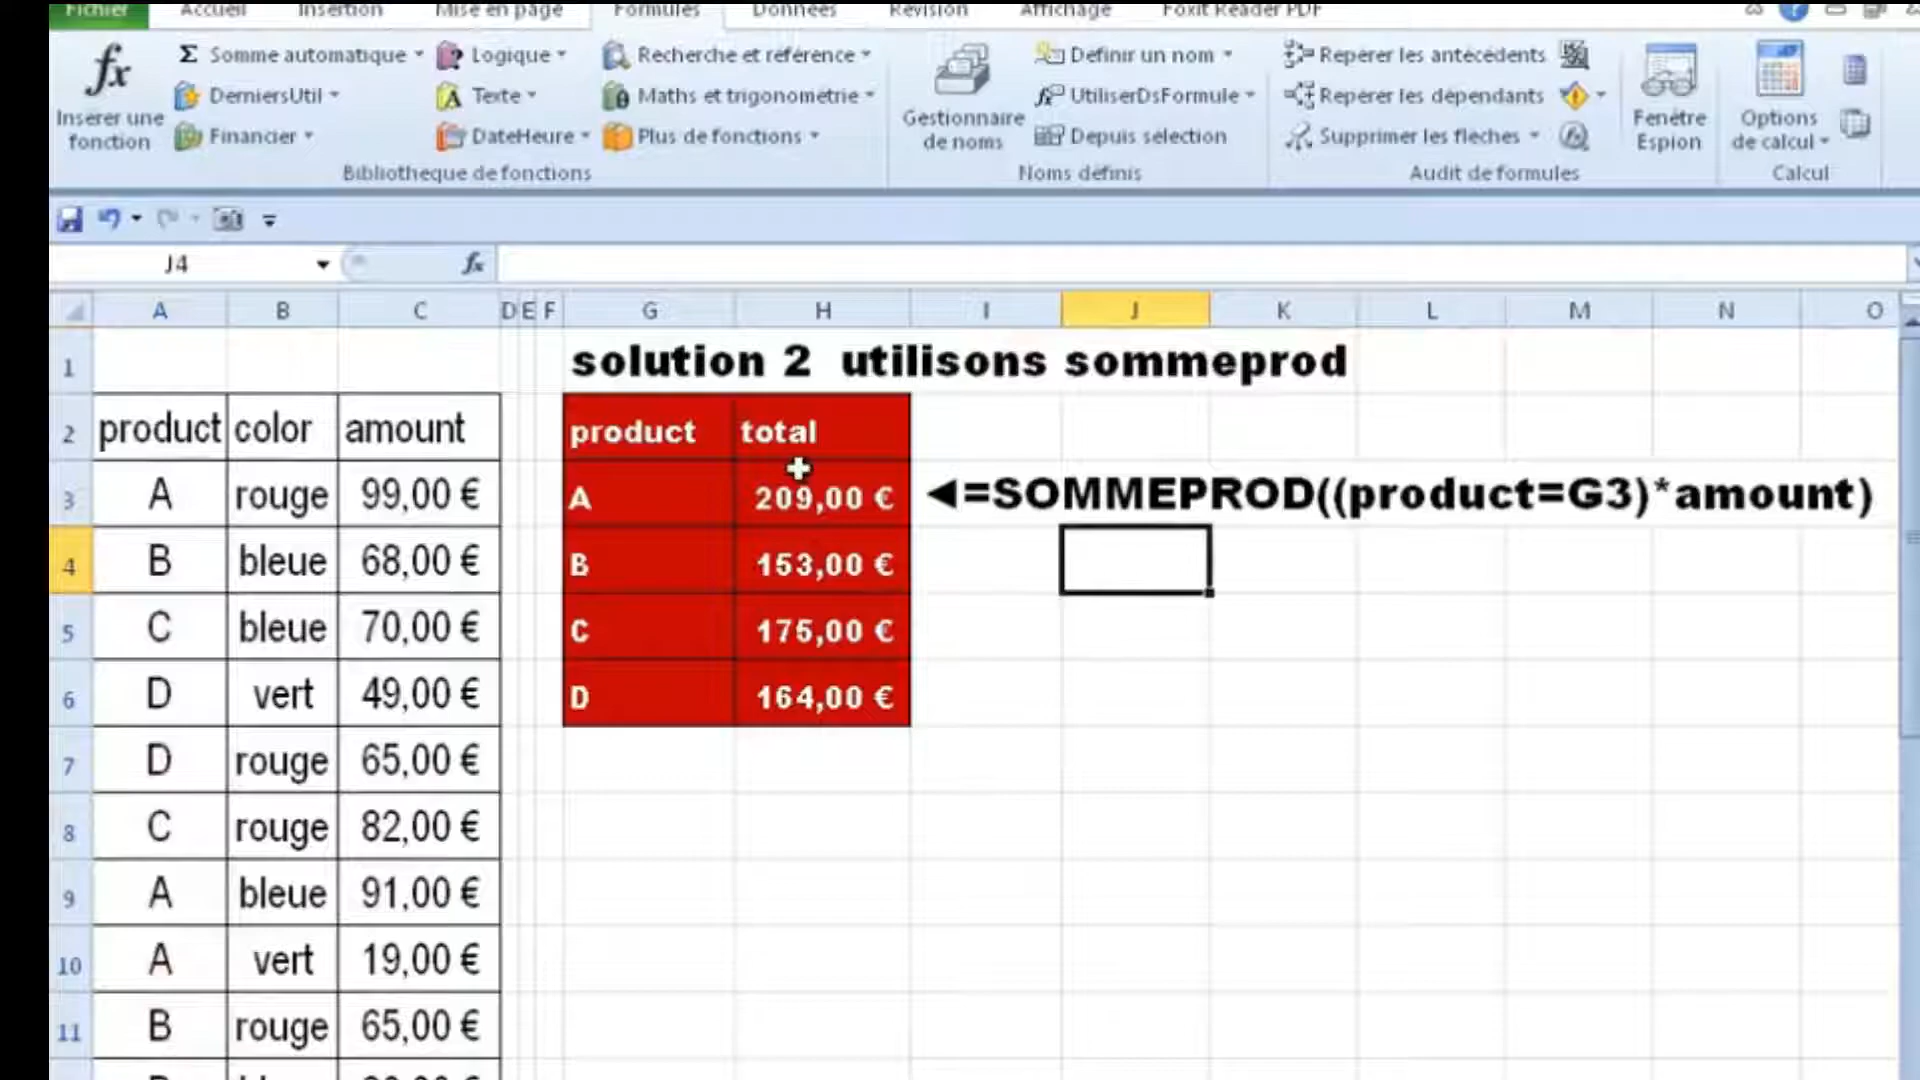 Fichier Accueil Insertion Mise en page Formules Données Révision Affichage Foxit Reader PDF
fx Σ Somme automatique Logique Recherche et référence Définir un nom Repérer les antécédents
DerniersUtil Texte Maths et trigonométrie UtiliserDsFormule Repérer les dépendants
Insérer une fonction Financier DateHeure Plus de fonctions Gestionnaire de noms Depuis sélection Supprimer les flèches Fenêtre Espion Options de calcul
Bibliothèque de fonctions Noms définis Audit de formules Calcul
J4 fx
A B C D E F G H I J K L M N O
1 solution 2 utilisons sommeprod
2 product color amount product total
3 A rouge 99,00 € A 209,00 € ◄=SOMMEPROD((product=G3)*amount)
4 B bleue 68,00 € B 153,00 €
5 C bleue 70,00 € C 175,00 €
6 D vert 49,00 € D 164,00 €
7 D rouge 65,00 €
8 C rouge 82,00 €
9 A bleue 91,00 €
10 A vert 19,00 €
11 B rouge 65,00 €